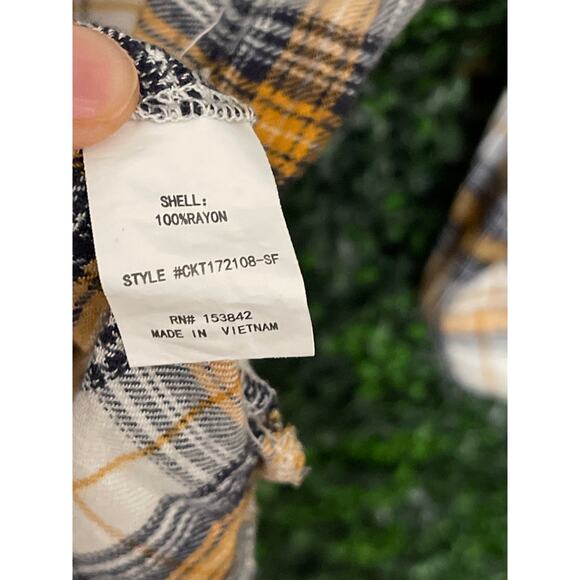 SHELL:
100%RAYON
STYLE #CKT172108-SF
RN# 153842
MADE IN VIETNAM